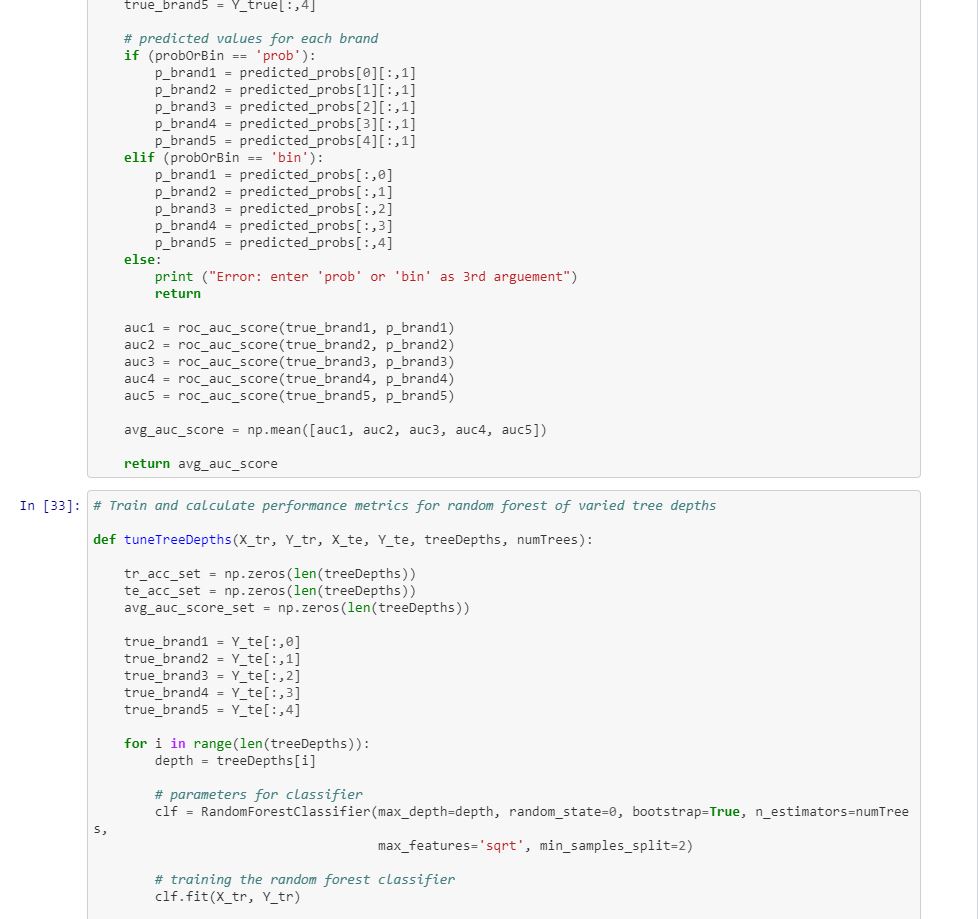 true_brand5 = Y_true[:,4]
# predicted values for each brand
if (probOrBin == 'prob'):
p_brand1 = predicted_probs[0][:,1]
p_brand2 = predicted_probs[1][:,1]
p_brand3 = predicted_probs[2][:,1]
p_brand4 = predicted_probs[3][:,1]
p_brand5 = predicted_probs[4][:,1]
elif (probOrBin == 'bin'):
p_brand1 = predicted_probs[:,0]
p_brand2 = predicted_probs[:,1]
p_brand3 = predicted_probs[:,2]
p_brand4 = predicted_probs[:,3]
p_brand5 = predicted_probs[:,4]
else:
print ("Error: enter 'prob' or 'bin' as 3rd arguement")
return
auc1 = roc_auc_score(true_brand1, p_brand1)
auc2 = roc_auc_score(true_brand2, p_brand2)
auc3 = roc_auc_score(true_brand3, p_brand3)
auc4 = roc_auc_score(true_brand4, p_brand4)
auc5 = roc_auc_score(true_brand5, p_brand5)
avg_auc_score = np.mean([auc1, auc2, auc3, auc4, auc5])
return avg_auc_score
In [33]: # Train and calculate performance metrics for random forest of varied tree depths
def tuneTreeDepths(X_tr, Y_tr, X_te, Y_te, treeDepths, numTrees):
tr_acc_set = np.zeros(len(treeDepths))
te_acc_set = np.zeros(len(treeDepths))
avg_auc_score_set = np.zeros(len(treeDepths))
true_brand1 = Y_te[:,0]
true_brand2 = Y_te[:,1]
true_brand3 = Y_te[:,2]
true_brand4 = Y_te[:,3]
true_brand5 = Y_te[:,4]
for i in range(len(treeDepths)):
depth = treeDepths[i]
# parameters for classifier
clf = RandomForestClassifier(max_depth=depth, random_state=0, bootstrap=True, n_estimators=numTree
s,
max_features='sqrt', min_samples_split=2)
# training the random forest classifier
clf.fit(X_tr, Y_tr)